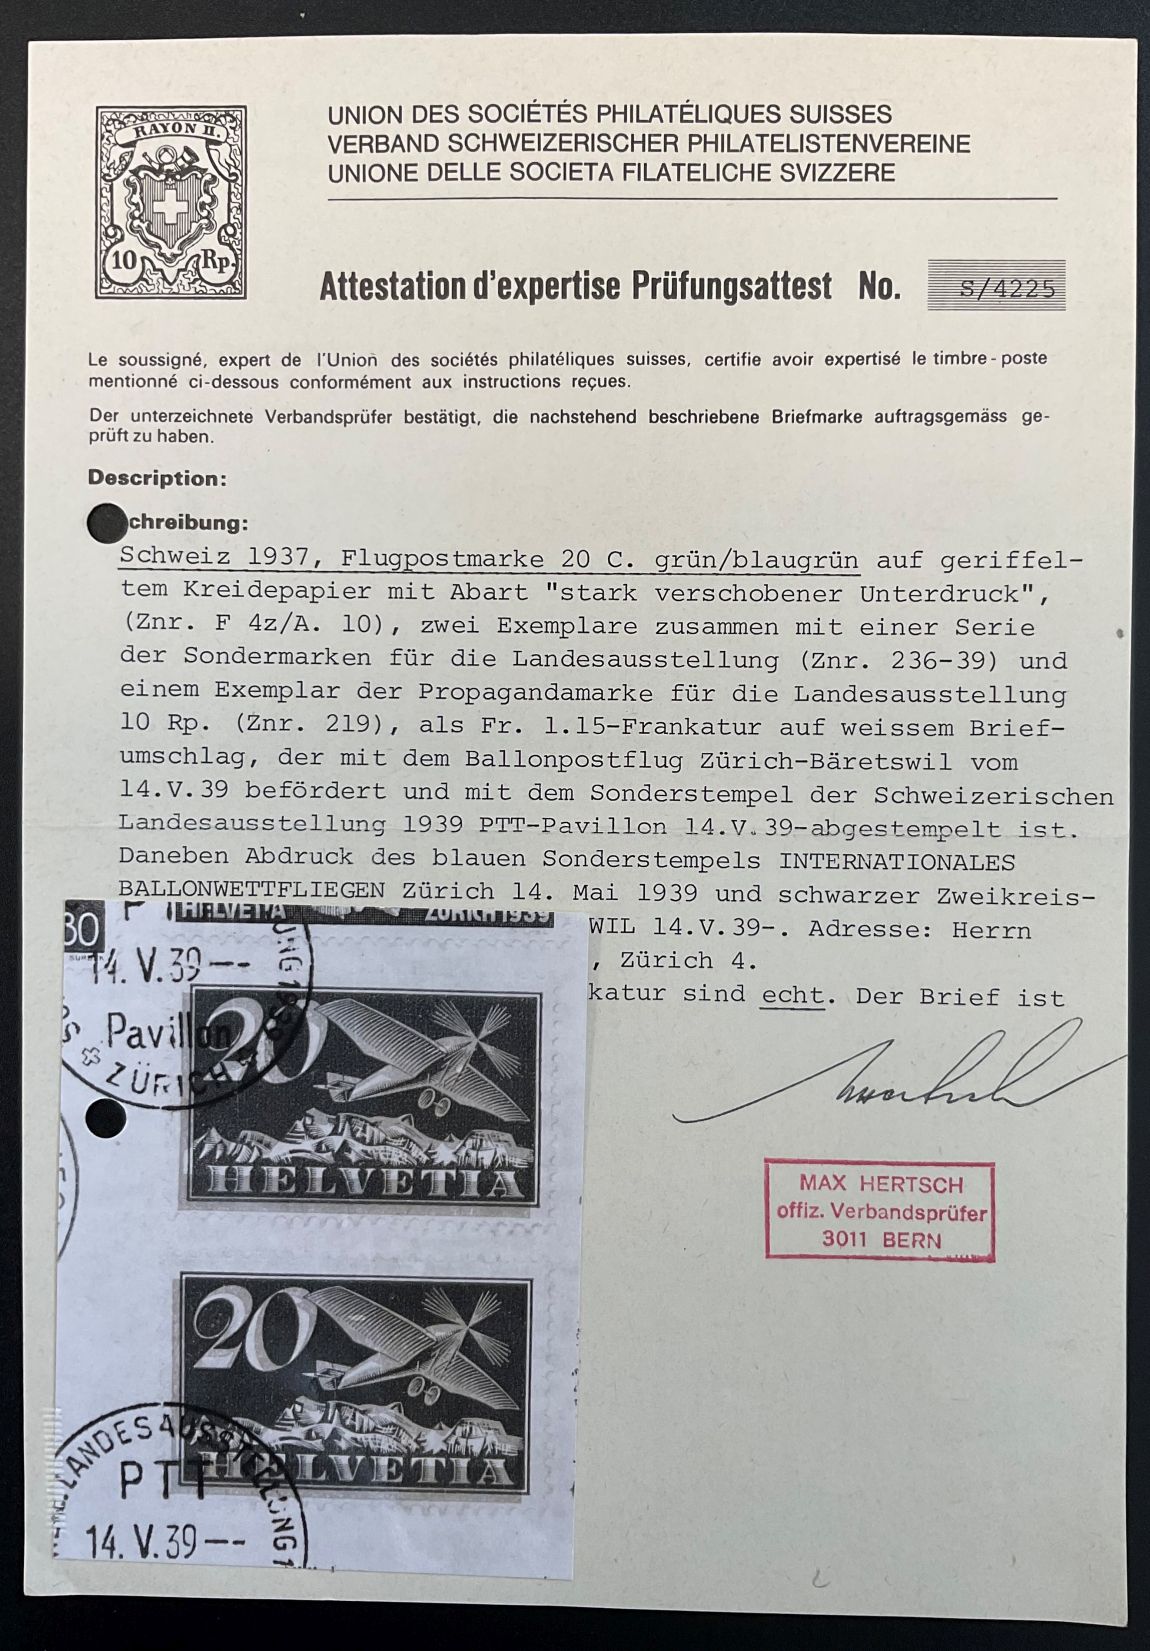 RAYON II.
10 Rp.
UNION DES SOCIÉTÉS PHILATÉLIQUES SUISSES
VERBAND SCHWEIZERISCHER PHILATELISTENVEREINE
UNIONE DELLE SOCIETA FILATELICHE SVIZZERE
Attestation d'expertise Prüfungsattest No. S/4225
Le soussigné, expert de l'Union des sociétés philatéliques suisses, certifie avoir expertisé le timbre-poste
mentionné ci-dessous conformément aux instructions reçues.
Der unterzeichnete Verbandsprüfer bestätigt, die nachstehend beschriebene Briefmarke auftragsgemäss ge-
prüft zu haben.
Description:
chreibung:
Schweiz 1937, Flugpostmarke 20 C. grün/blaugrün auf geriffel-
tem Kreidepapier mit Abart "stark verschobener Unterdruck",
(Znr. F 4z/A. 10), zwei Exemplare zusammen mit einer Serie
der Sondermarken für die Landesausstellung (Znr. 236-39) und
einem Exemplar der Propagandamarke für die Landesausstellung
10 Rp. (Znr. 219), als Fr. 1.15-Frankatur auf weissem Brief-
umschlag, der mit dem Ballonpostflug Zürich-Bäretswil vom
14.V.39 befördert und mit dem Sonderstempel der Schweizerischen
Landesausstellung 1939 PTT-Pavillon 14.V.39-abgestempelt ist.
Daneben Abdruck des blauen Sonderstempels INTERNATIONALES
BALLONWETTFLIEGEN Zürich 14. Mai 1939 und schwarzer Zweikreis-
WIL 14.V.39-. Adresse: Herrn
, Zürich 4.
katur sind echt. Der Brief ist
MAX HERTSCH
offiz. Verbandsprüfer
3011 BERN
30
HELVETIA
ZÜRICH 1939
14. V. 39--
UNG 1939
Pavillon
ZÜRICH
20
HELVETIA
20
HELVETIA
LANDESAUSSTELLUNG 1
PTT
14. V. 39--